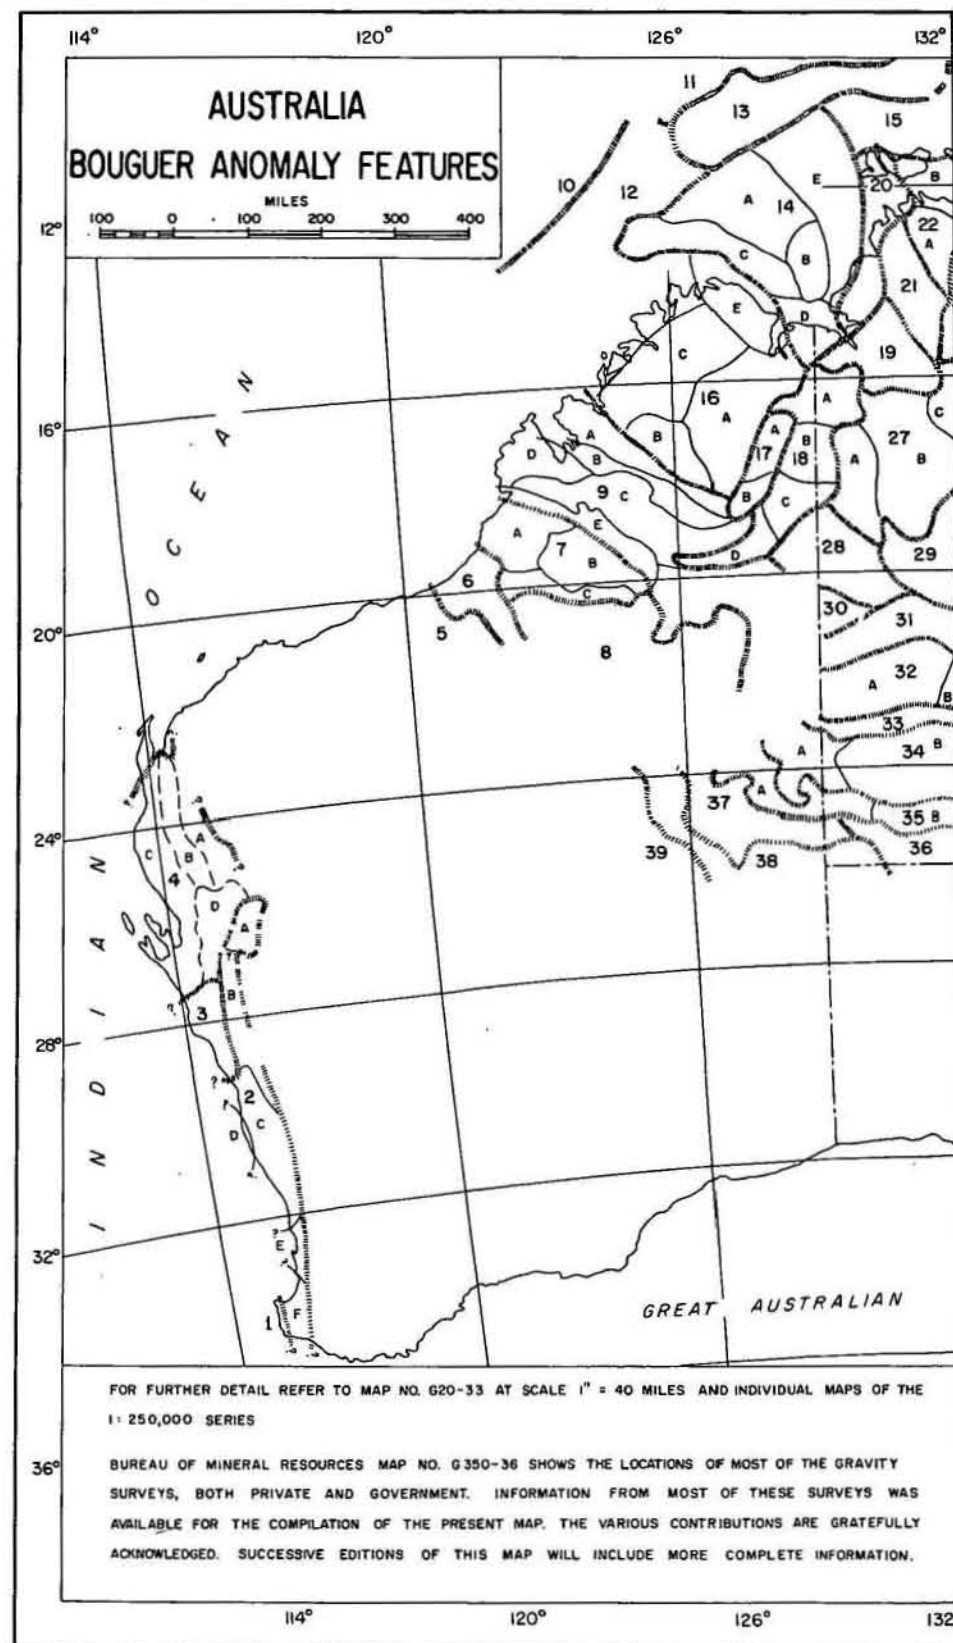 114° 120° 126° 132°
AUSTRALIA
BOUGUER ANOMALY FEATURES
MILES
100 0 100 200 300 400
11
13
15
10
12
E
B
20
A
14
22
A
12°
C
B
21
E
D
C
19
16
A
A
C
16°
A
B
A
B
27
D
B
17
18
A
B
9
C
B
C
E
A
7
B
D
28
29
6
C
30
31
5
20°
8
32
A
B
33
A
34
B
37
A
35
B
24°
A
C
B
39
38
36
4
D
A
B
3
28°
2
C
D
32°
E
F
1
INDIAN OCEAN
GREAT AUSTRALIAN
FOR FURTHER DETAIL REFER TO MAP NO. G20-33 AT SCALE 1" = 40 MILES AND INDIVIDUAL MAPS OF THE
1: 250,000 SERIES
36°
BUREAU OF MINERAL RESOURCES MAP NO. G350-36 SHOWS THE LOCATIONS OF MOST OF THE GRAVITY
SURVEYS, BOTH PRIVATE AND GOVERNMENT. INFORMATION FROM MOST OF THESE SURVEYS WAS
AVAILABLE FOR THE COMPILATION OF THE PRESENT MAP. THE VARIOUS CONTRIBUTIONS ARE GRATEFULLY
ACKNOWLEDGED. SUCCESSIVE EDITIONS OF THIS MAP WILL INCLUDE MORE COMPLETE INFORMATION.
114° 120° 126° 132